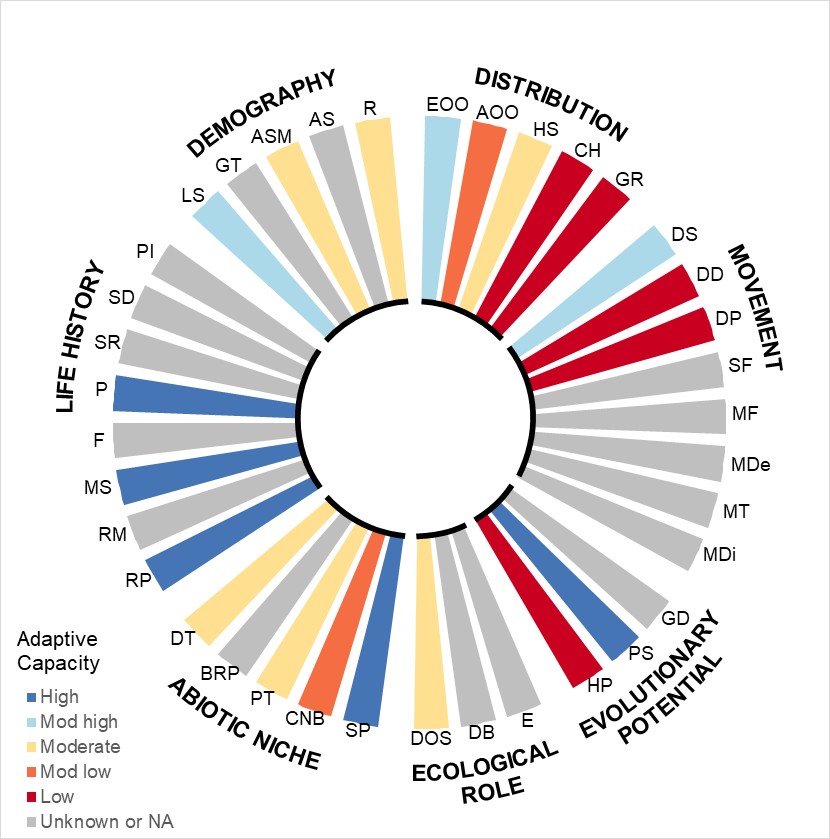 DISTRIBUTION
EOO
AOO
HS
CH
GR
MOVEMENT
DS
DD
DP
SF
MF
MDe
MT
MDi
EVOLUTIONARY
POTENTIAL
GD
PS
HP
ECOLOGICAL
ROLE
E
DB
DOS
ABIOTIC NICHE
SP
CNB
PT
BRP
DT
LIFE HISTORY
RP
RM
MS
F
P
SR
SD
PI
DEMOGRAPHY
LS
GT
ASM
AS
R
Adaptive
Capacity
High
Mod high
Moderate
Mod low
Low
Unknown or NA